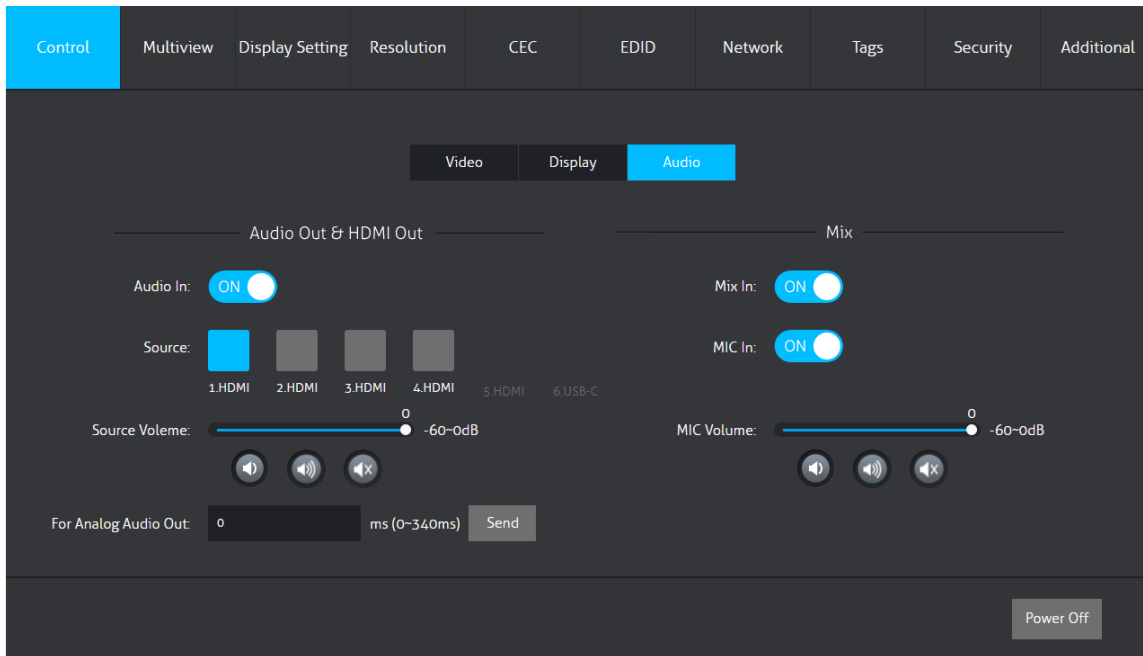 Control Multiview Display Setting Resolution CEC EDID Network Tags Security Additional
Video Display Audio
Audio Out & HDMI Out Mix
Audio In: ON Mix In: ON
Source: MIC In: ON
1.HDMI 2.HDMI 3.HDMI 4.HDMI 5.HDMI 6.USB-C
0 0
Source Voleme: -60~0dB MIC Volume: -60~0dB
For Analog Audio Out: 0 ms (0~340ms) Send
Power Off